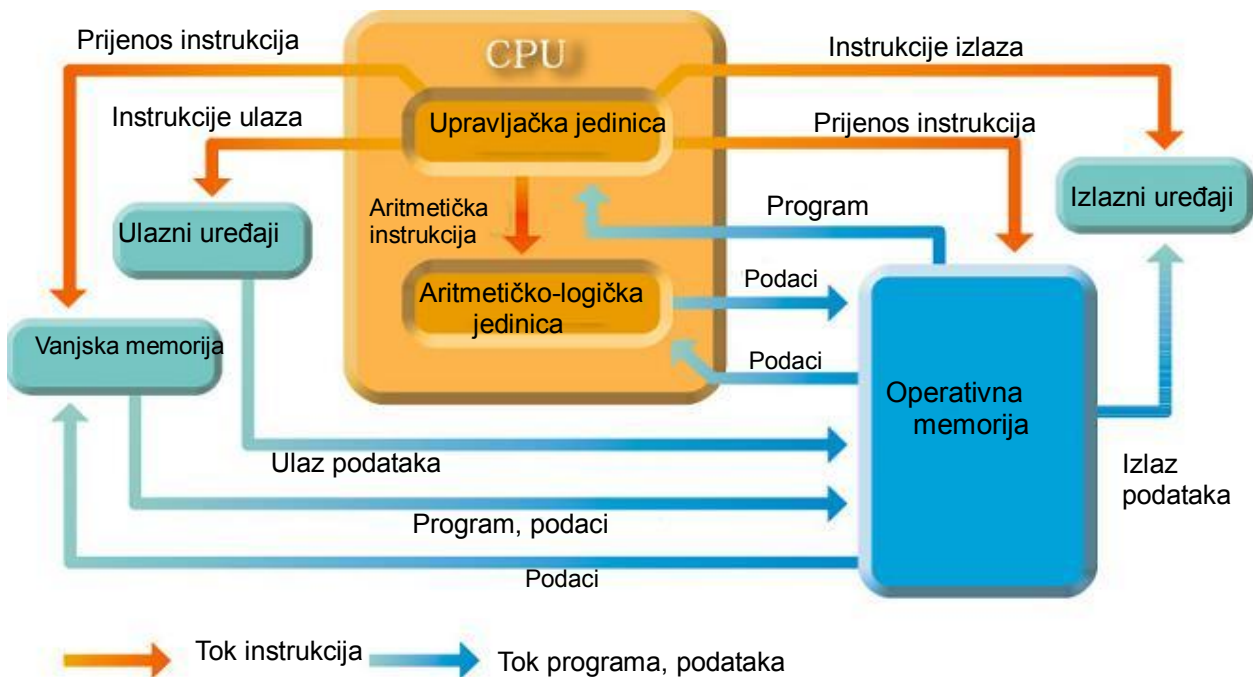 Prijenos instrukcija
CPU
Instrukcije izlaza
Instrukcije ulaza
Upravljačka jedinica
Prijenos instrukcija
Ulazni uređaji
Aritmetička
instrukcija
Program
Izlazni uređaji
Vanjska memorija
Aritmetičko-logička
jedinica
Podaci
Podaci
Operativna
memorija
Ulaz podataka
Izlaz
podataka
Program, podaci
Podaci
Tok instrukcija
Tok programa, podataka